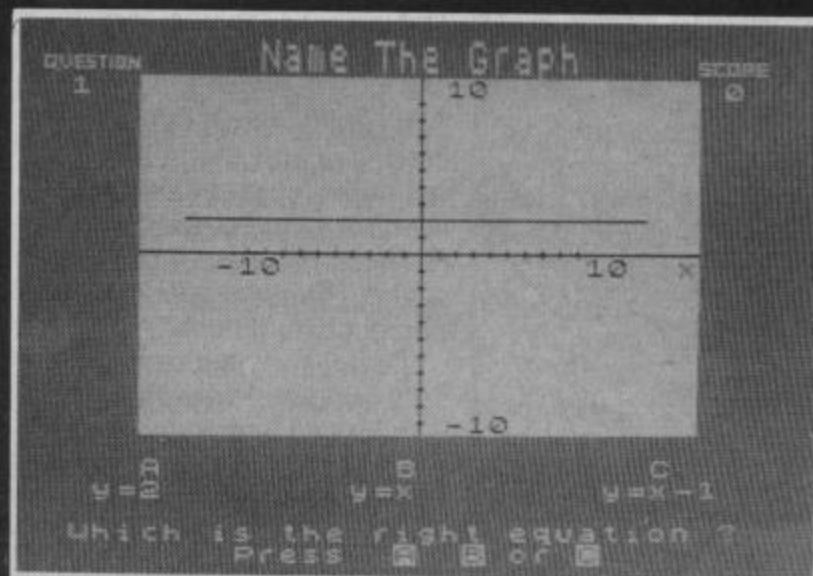 Name The Graph
QUESTION
1
SCORE
0
10
-10
10
x
-10
A
B
C
y=2
y=x
y=x-1
Which is the right equation ?
Press A B or C